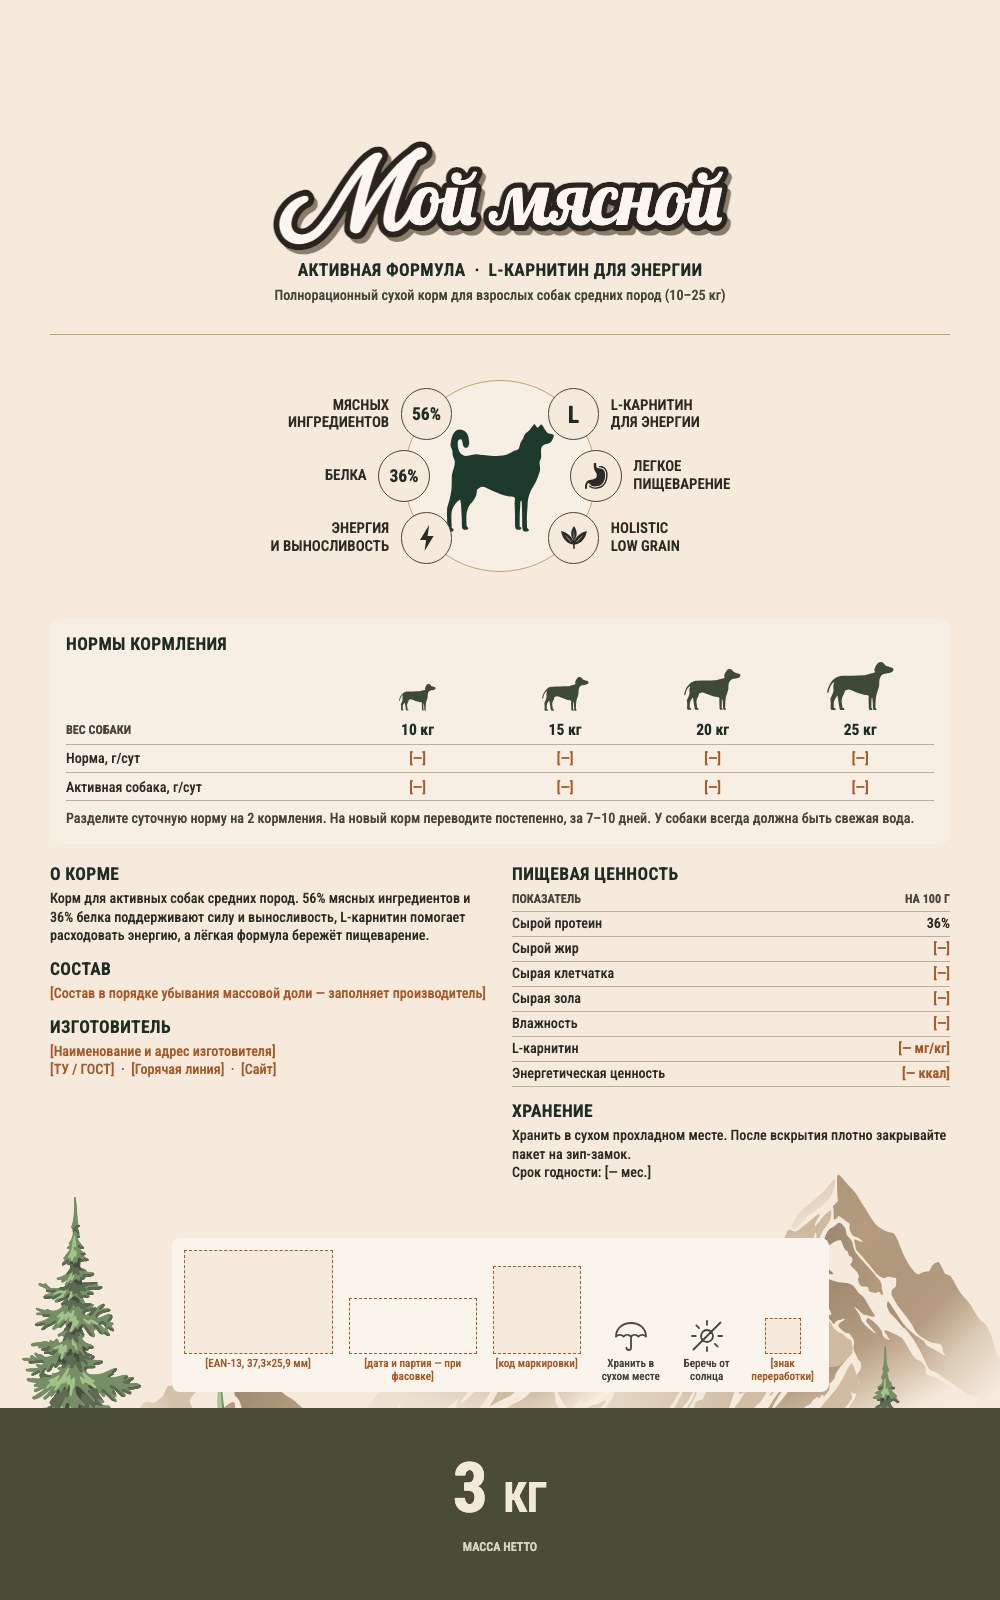 Мой мясной
АКТИВНАЯ ФОРМУЛА · L-КАРНИТИН ДЛЯ ЭНЕРГИИ
Полнорационный сухой корм для взрослых собак средних пород (10–25 кг)
МЯСНЫХ
ИНГРЕДИЕНТОВ
56%
L
L-КАРНИТИН
ДЛЯ ЭНЕРГИИ
БЕЛКА
36%
ЛЕГКОЕ
ПИЩЕВАРЕНИЕ
ЭНЕРГИЯ
И ВЫНОСЛИВОСТЬ
HOLISTIC
LOW GRAIN
НОРМЫ КОРМЛЕНИЯ
ВЕС СОБАКИ 10 кг 15 кг 20 кг 25 кг
Норма, г/сут [—] [—] [—] [—]
Активная собака, г/сут [—] [—] [—] [—]
Разделите суточную норму на 2 кормления. На новый корм переводите постепенно, за 7–10 дней. У собаки всегда должна быть свежая вода.
О КОРМЕ
Корм для активных собак средних пород. 56% мясных ингредиентов и
36% белка поддерживают силу и выносливость, L-карнитин помогает
расходовать энергию, а лёгкая формула бережёт пищеварение.
СОСТАВ
[Состав в порядке убывания массовой доли — заполняет производитель]
ИЗГОТОВИТЕЛЬ
[Наименование и адрес изготовителя]
[ТУ / ГОСТ] · [Горячая линия] · [Сайт]
ПИЩЕВАЯ ЦЕННОСТЬ
ПОКАЗАТЕЛЬ НА 100 Г
Сырой протеин 36%
Сырой жир [—]
Сырая клетчатка [—]
Сырая зола [—]
Влажность [—]
L-карнитин [— мг/кг]
Энергетическая ценность [— ккал]
ХРАНЕНИЕ
Хранить в сухом прохладном месте. После вскрытия плотно закрывайте
пакет на зип-замок.
Срок годности: [— мес.]
[EAN-13, 37,3×25,9 мм]
[дата и партия — при
фасовке]
[код маркировки]
Хранить в
сухом месте
Беречь от
солнца
[знак
переработки]
3 кг
МАССА НЕТТО